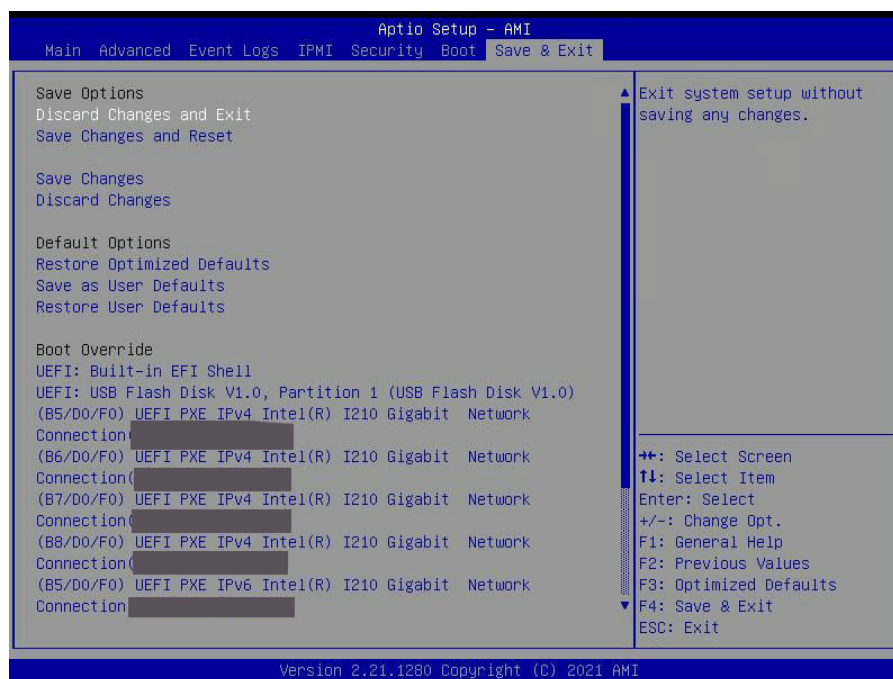 Aptio Setup - AMI
Main Advanced Event Logs IPMI Security Boot Save & Exit
Save Options
Discard Changes and Exit
Save Changes and Reset
Save Changes
Discard Changes
Default Options
Restore Optimized Defaults
Save as User Defaults
Restore User Defaults
Boot Override
UEFI: Built-in EFI Shell
UEFI: USB Flash Disk V1.0, Partition 1 (USB Flash Disk V1.0)
(B5/D0/F0) UEFI PXE IPv4 Intel(R) I210 Gigabit Network
Connection(
(B6/D0/F0) UEFI PXE IPv4 Intel(R) I210 Gigabit Network
Connection(
(B7/D0/F0) UEFI PXE IPv4 Intel(R) I210 Gigabit Network
Connection(
(B8/D0/F0) UEFI PXE IPv4 Intel(R) I210 Gigabit Network
Connection(
(B5/D0/F0) UEFI PXE IPv6 Intel(R) I210 Gigabit Network
Connection
Exit system setup without
saving any changes.
→←: Select Screen
↑↓: Select Item
Enter: Select
+/-: Change Opt.
F1: General Help
F2: Previous Values
F3: Optimized Defaults
F4: Save & Exit
ESC: Exit
Version 2.21.1280 Copyright (C) 2021 AMI